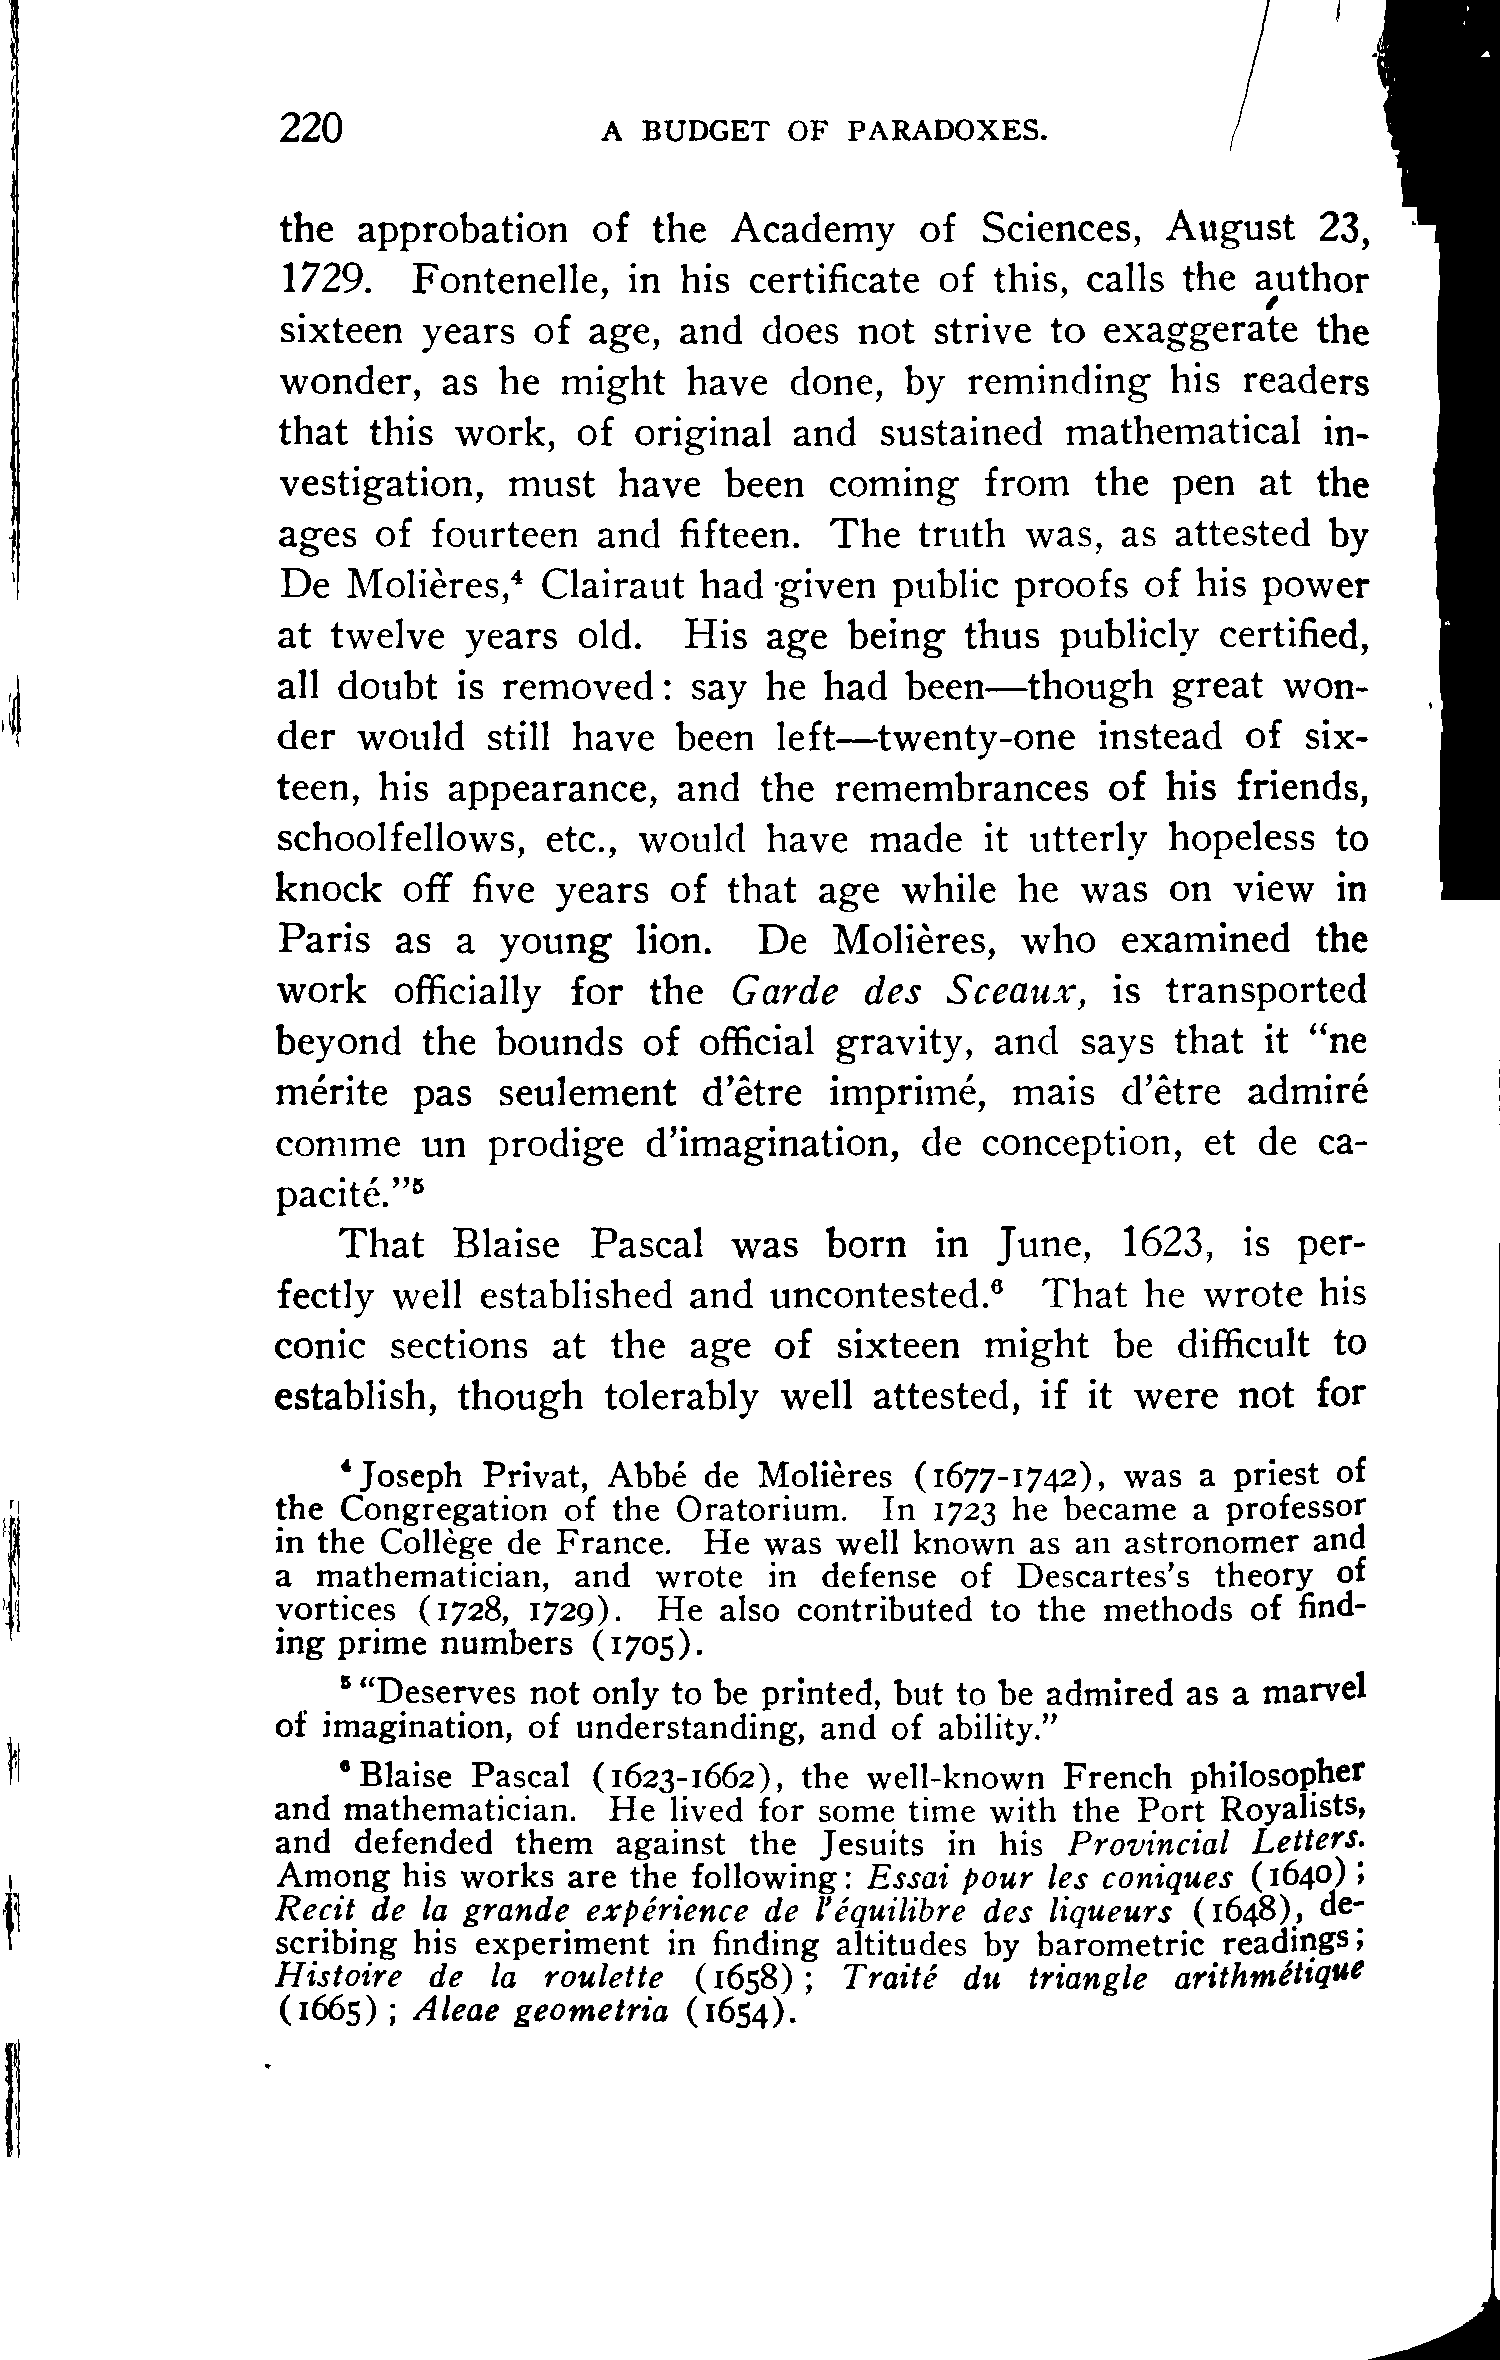 220 A BUDGET OF PARADOXES.
the approbation of the Academy of Sciences, August 23,
1729. Fontenelle, in his certificate of this, calls the author
sixteen years of age, and does not strive to exaggerate the
wonder, as he might have done, by reminding his readers
that this work, of original and sustained mathematical in-
vestigation, must have been coming from the pen at the
ages of fourteen and fifteen. The truth was, as attested by
De Molières,⁴ Clairaut had given public proofs of his power
at twelve years old. His age being thus publicly certified,
all doubt is removed: say he had been—though great won-
der would still have been left—twenty-one instead of six-
teen, his appearance, and the remembrances of his friends,
schoolfellows, etc., would have made it utterly hopeless to
knock off five years of that age while he was on view in
Paris as a young lion. De Molières, who examined the
work officially for the Garde des Sceaux, is transported
beyond the bounds of official gravity, and says that it “ne
mérite pas seulement d’être imprimé, mais d’être admiré
comme un prodige d’imagination, de conception, et de ca-
pacité.”⁵
That Blaise Pascal was born in June, 1623, is per-
fectly well established and uncontested.⁶ That he wrote his
conic sections at the age of sixteen might be difficult to
establish, though tolerably well attested, if it were not for
⁴ Joseph Privat, Abbé de Molières (1677-1742), was a priest of
the Congregation of the Oratorium. In 1723 he became a professor
in the Collège de France. He was well known as an astronomer and
a mathematician, and wrote in defense of Descartes’s theory of
vortices (1728, 1729). He also contributed to the methods of find-
ing prime numbers (1705).
⁵ “Deserves not only to be printed, but to be admired as a marvel
of imagination, of understanding, and of ability.”
⁶ Blaise Pascal (1623-1662), the well-known French philosopher
and mathematician. He lived for some time with the Port Royalists,
and defended them against the Jesuits in his Provincial Letters.
Among his works are the following: Essai pour les coniques (1640);
Recit de la grande expérience de l’équilibre des liqueurs (1648), de-
scribing his experiment in finding altitudes by barometric readings;
Histoire de la roulette (1658); Traité du triangle arithmétique
(1665); Aleae geometria (1654).